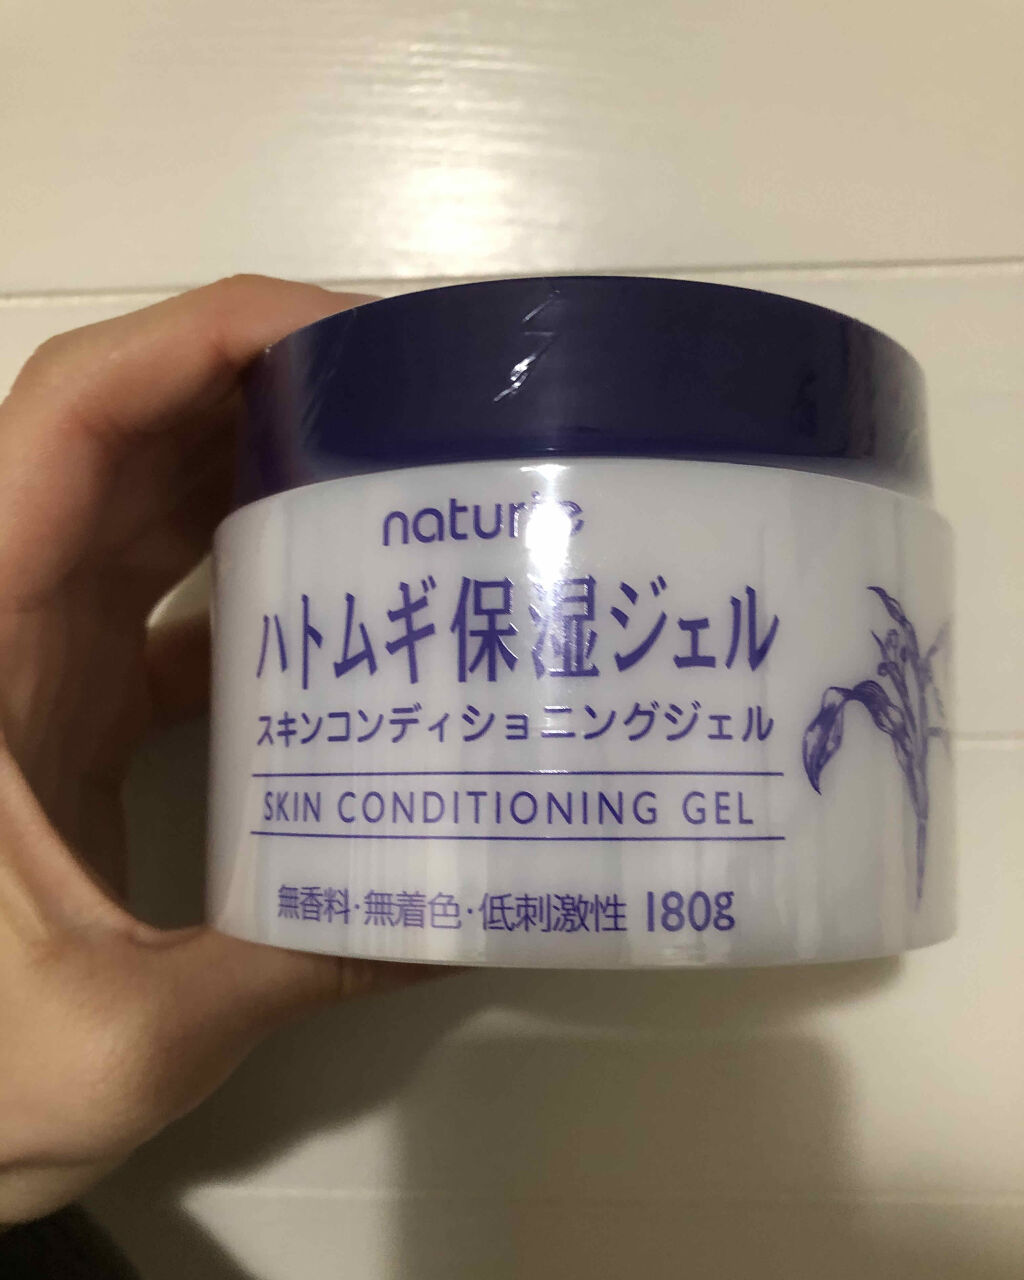 naturie
ハトムギ保湿ジェル
スキンコンディショニングジェル
SKIN CONDITIONING GEL
無香料・無着色・低刺激性 180g